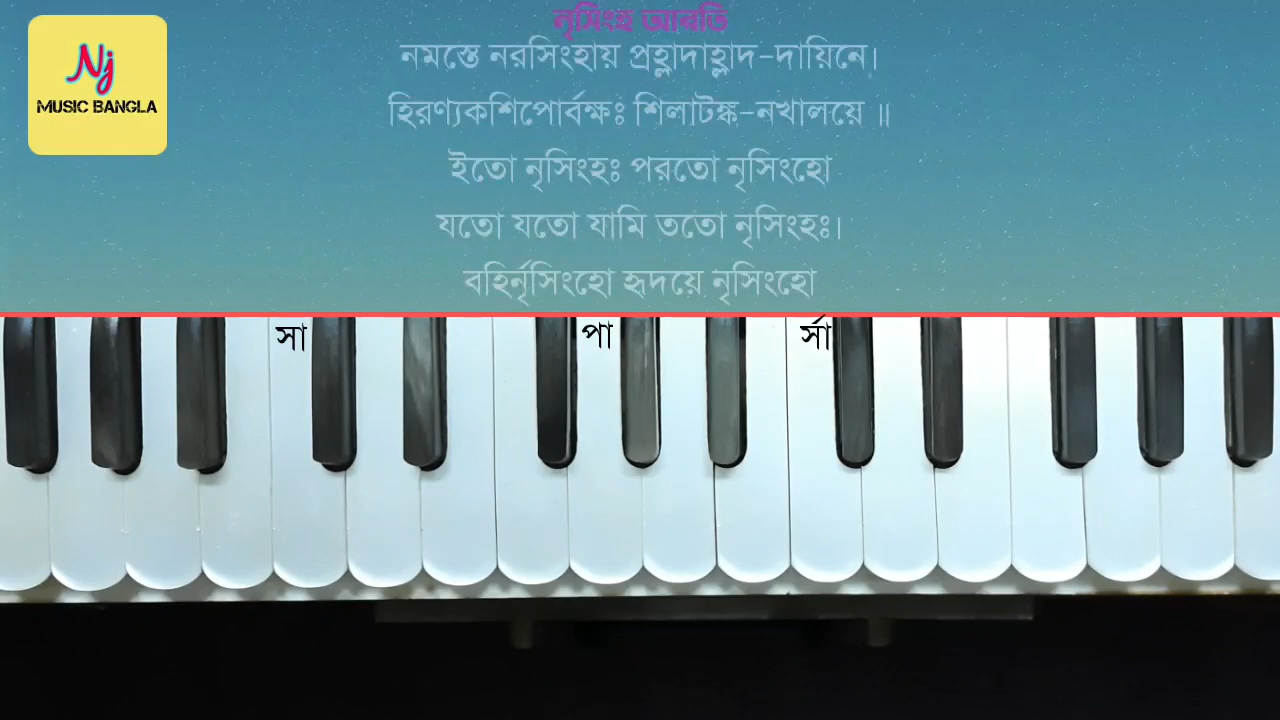 নৃসিংহ আরতি
Nj
MUSIC BANGLA
নমস্তে নরসিংহায় প্রহ্লাদাহ্লাদ-দায়িনে।
হিরণ্যকশিপোর্বক্ষঃ শিলাটঙ্ক-নখালয়ে ॥
ইতো নৃসিংহঃ পরতো নৃসিংহো
যতো যতো যামি ততো নৃসিংহঃ।
বহির্নৃসিংহো হৃদয়ে নৃসিংহো
সা পা র্সা